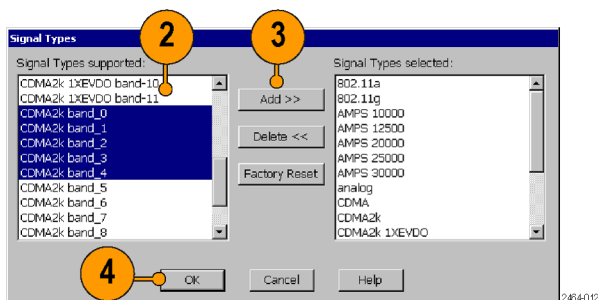 Signal Types
2
3
Signal Types supported:
CDMA2k 1XEVDO band-10
CDMA2k 1XEVDO band-11
CDMA2k band_0
CDMA2k band_1
CDMA2k band_2
CDMA2k band_3
CDMA2k band_4
CDMA2k band_5
CDMA2k band_6
CDMA2k band_7
CDMA2k band_8
Add >>
Delete <<
Factory Reset
Signal Types selected:
802.11a
802.11g
AMPS 10000
AMPS 12500
AMPS 20000
AMPS 25000
AMPS 30000
analog
CDMA
CDMA2k
CDMA2k 1XEVDO
4
OK
Cancel
Help
2464-012